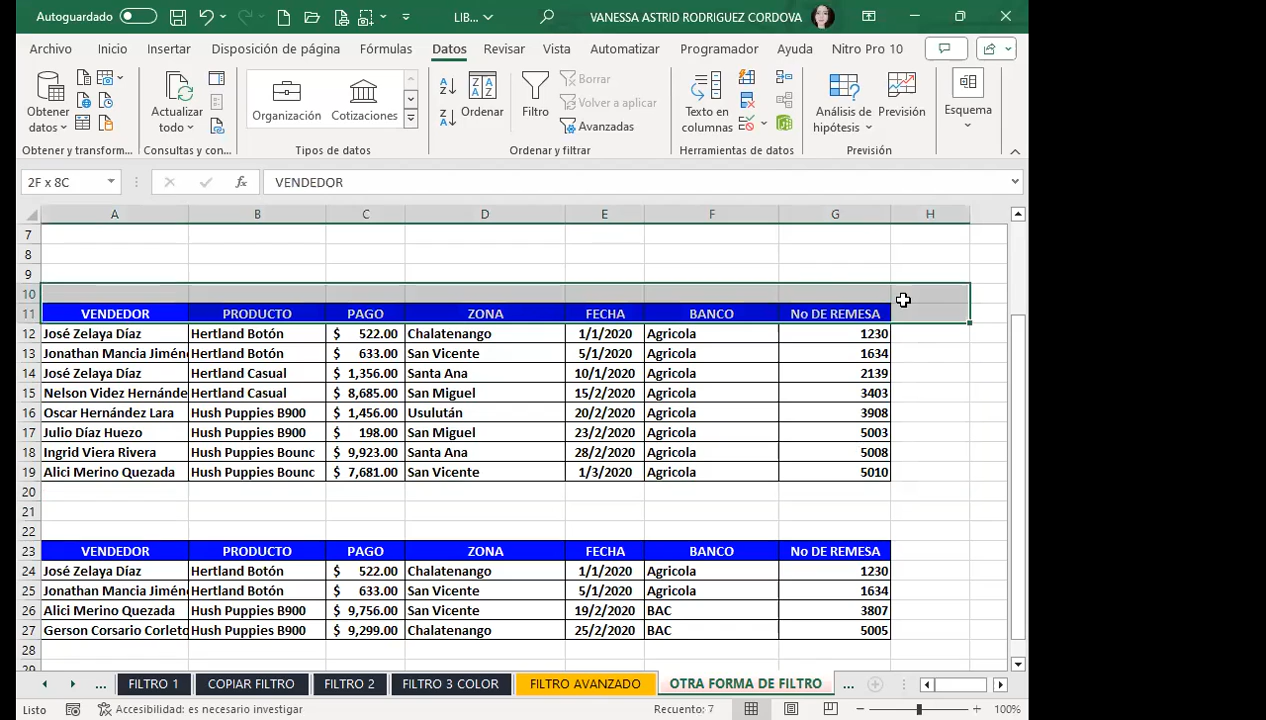 Autoguardado LIB... VANESSA ASTRID RODRIGUEZ CORDOVA
Archivo Inicio Insertar Disposición de página Fórmulas Datos Revisar Vista Automatizar Programador Ayuda Nitro Pro 10
Obtener datos
Actualizar todo
Organización Cotizaciones
Ordenar
Filtro
Borrar
Volver a aplicar
Avanzadas
Texto en columnas
Análisis de hipótesis
Previsión
Esquema
Obtener y transform... Consultas y con... Tipos de datos Ordenar y filtrar Herramientas de datos Previsión
2F x 8C fx VENDEDOR
A B C D E F G H
7
8
9
10
11 VENDEDOR PRODUCTO PAGO ZONA FECHA BANCO No DE REMESA
12 José Zelaya Díaz Hertland Botón $ 522.00 Chalatenango 1/1/2020 Agricola 1230
13 Jonathan Mancia Jiméne Hertland Botón $ 633.00 San Vicente 5/1/2020 Agricola 1634
14 José Zelaya Díaz Hertland Casual $ 1,356.00 Santa Ana 10/1/2020 Agricola 2139
15 Nelson Videz Hernánde Hertland Casual $ 8,685.00 San Miguel 15/2/2020 Agricola 3403
16 Oscar Hernández Lara Hush Puppies B900 $ 1,456.00 Usulután 20/2/2020 Agricola 3908
17 Julio Díaz Huezo Hush Puppies B900 $ 198.00 San Miguel 23/2/2020 Agricola 5003
18 Ingrid Viera Rivera Hush Puppies Bounc $ 9,923.00 Santa Ana 28/2/2020 Agricola 5008
19 Alici Merino Quezada Hush Puppies Bounc $ 7,681.00 San Vicente 1/3/2020 Agricola 5010
20
21
22
23 VENDEDOR PRODUCTO PAGO ZONA FECHA BANCO No DE REMESA
24 José Zelaya Díaz Hertland Botón $ 522.00 Chalatenango 1/1/2020 Agricola 1230
25 Jonathan Mancia Jiméne Hertland Botón $ 633.00 San Vicente 5/1/2020 Agricola 1634
26 Alici Merino Quezada Hush Puppies B900 $ 9,756.00 San Vicente 19/2/2020 BAC 3807
27 Gerson Corsario Corleto Hush Puppies B900 $ 9,299.00 Chalatenango 25/2/2020 BAC 5005
28
29
... FILTRO 1 COPIAR FILTRO FILTRO 2 FILTRO 3 COLOR FILTRO AVANZADO OTRA FORMA DE FILTRO ...
Listo Accesibilidad: es necesario investigar Recuento: 7 100%